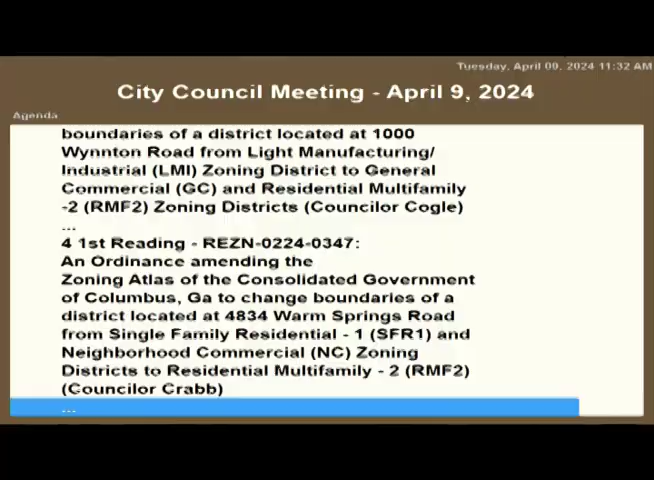 Tuesday, April 09, 2024 11:32 AM
City Council Meeting - April 9, 2024
Agenda
boundaries of a district located at 1000
Wynnton Road from Light Manufacturing/
Industrial (LMI) Zoning District to General
Commercial (GC) and Residential Multifamily
-2 (RMF2) Zoning Districts (Councilor Cogle)
...
4 1st Reading - REZN-0224-0347:
An Ordinance amending the
Zoning Atlas of the Consolidated Government
of Columbus, Ga to change boundaries of a
district located at 4834 Warm Springs Road
from Single Family Residential - 1 (SFR1) and
Neighborhood Commercial (NC) Zoning
Districts to Residential Multifamily - 2 (RMF2)
(Councilor Crabb)
...